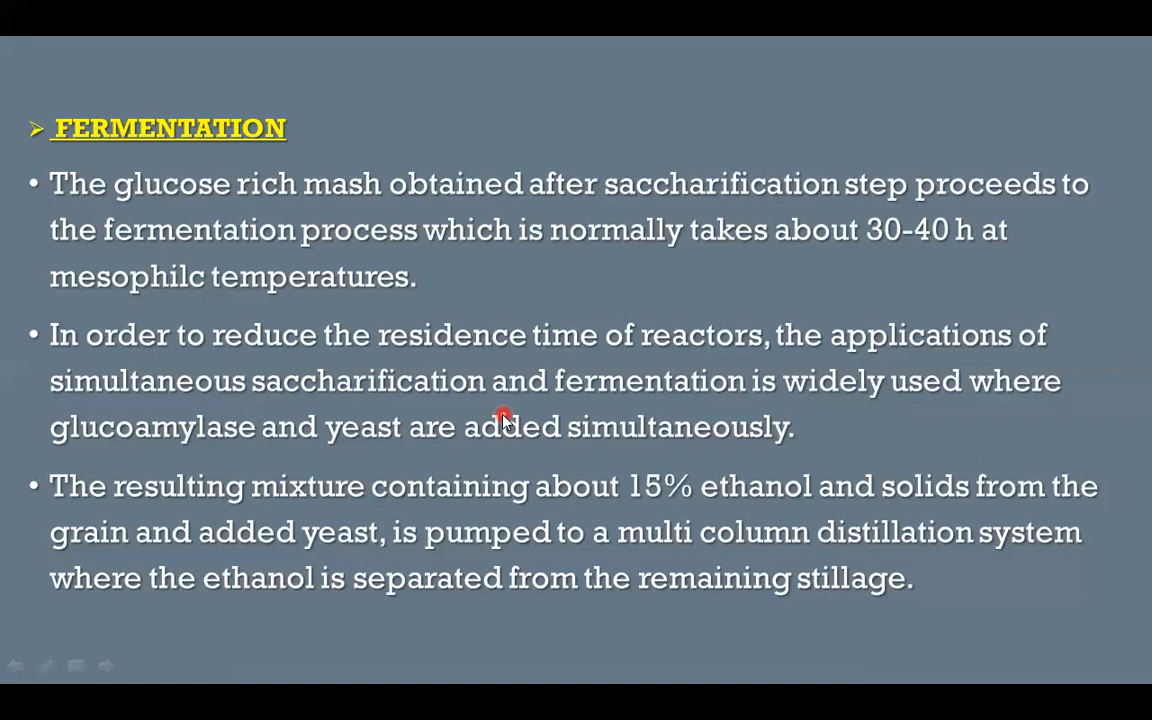 ➢ FERMENTATION
• The glucose rich mash obtained after saccharification step proceeds to
the fermentation process which is normally takes about 30-40 h at
mesophilc temperatures.
• In order to reduce the residence time of reactors, the applications of
simultaneous saccharification and fermentation is widely used where
glucoamylase and yeast are added simultaneously.
• The resulting mixture containing about 15% ethanol and solids from the
grain and added yeast, is pumped to a multi column distillation system
where the ethanol is separated from the remaining stillage.